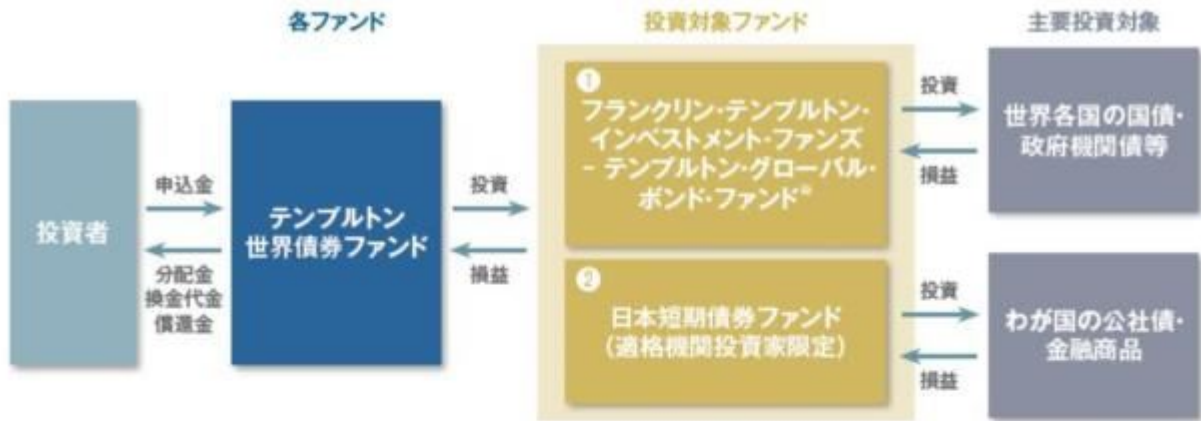 各ファンド
投資対象ファンド
主要投資対象
投資者
申込金
分配金
換金代金
償還金
テンプルトン
世界債券ファンド
投資
損益
①
フランクリン・テンプルトン・
インベストメント・ファンズ
- テンプルトン・グローバル・
ボンド・ファンド※
投資
損益
世界各国の国債・
政府機関債等
②
日本短期債券ファンド
(適格機関投資家限定)
投資
損益
わが国の公社債・
金融商品